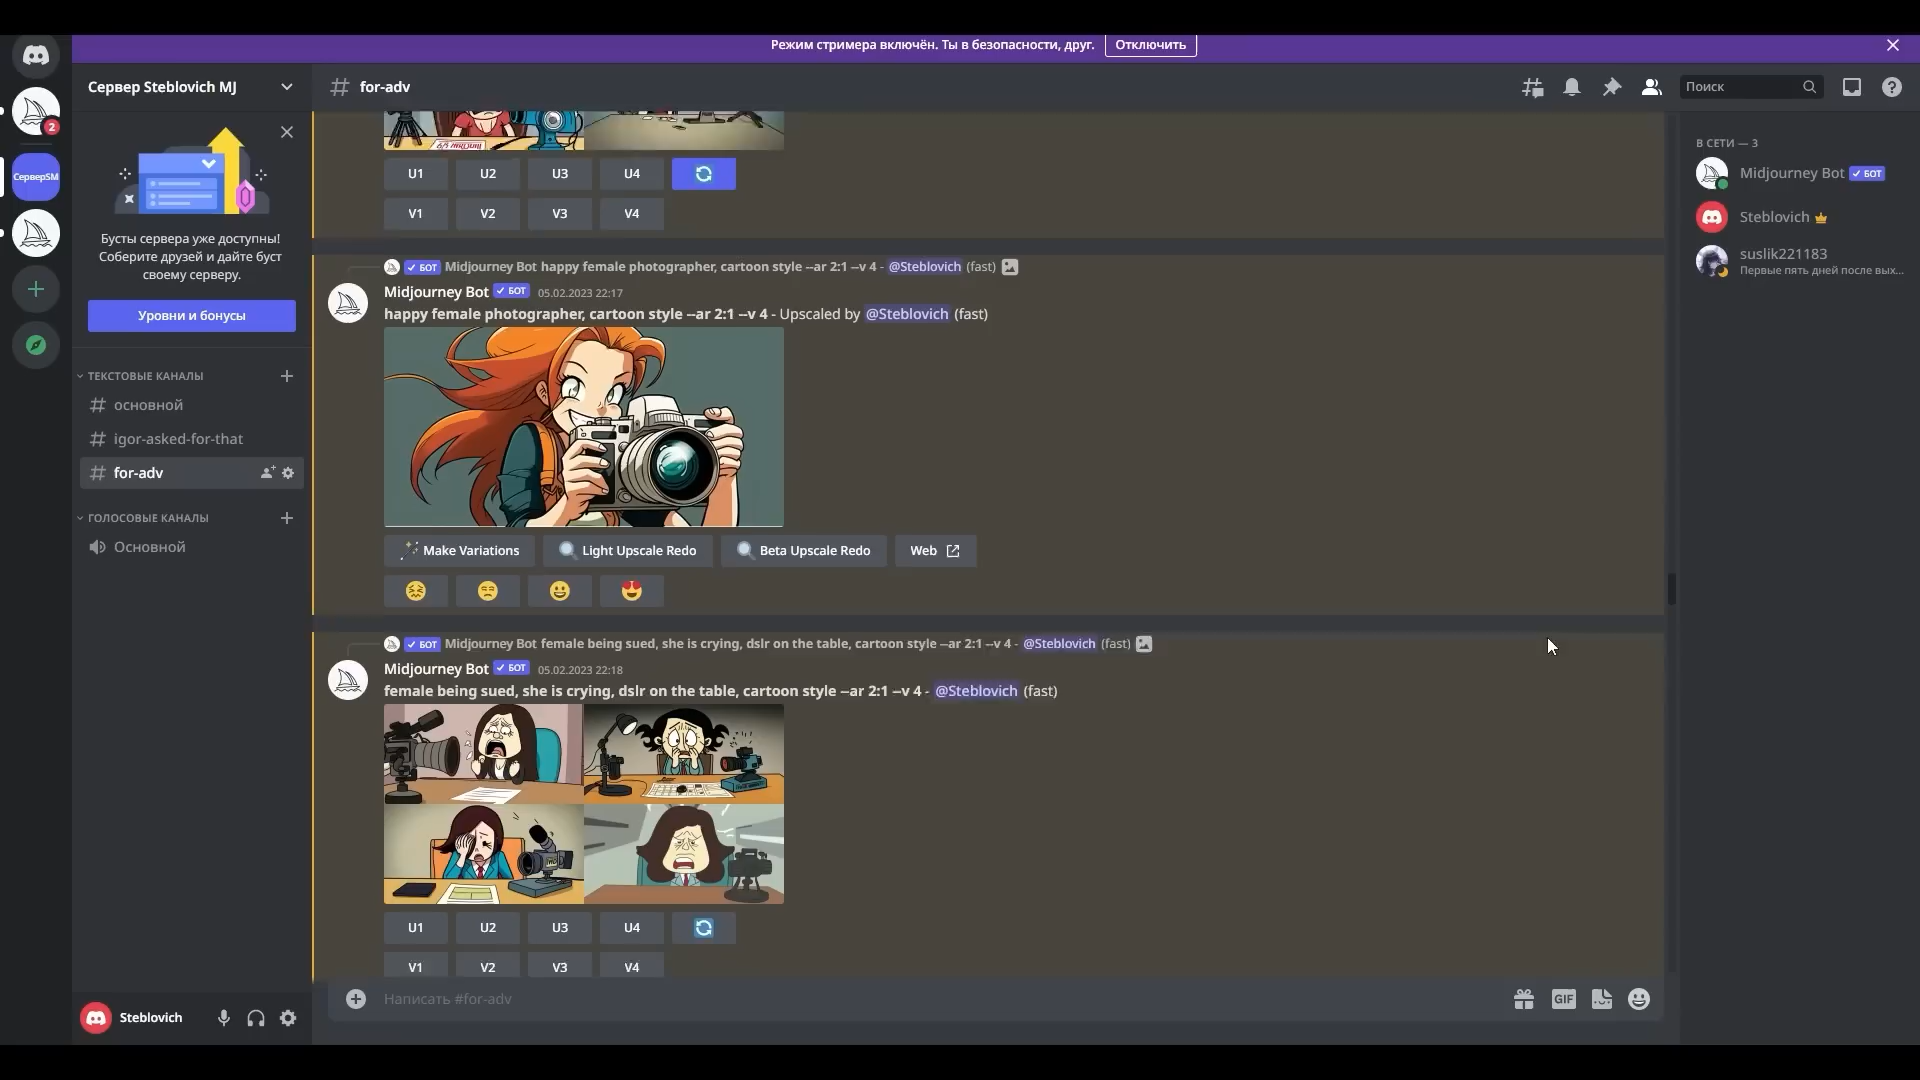 Режим стримера включён. Ты в безопасности, друг.
Отключить
2
СерверSM
Сервер Steblovich MJ
Бусты сервера уже доступны!
Соберите друзей и дайте буст
своему серверу.
Уровни и бонусы
ТЕКСТОВЫЕ КАНАЛЫ
основной
igor-asked-for-that
for-adv
ГОЛОСОВЫЕ КАНАЛЫ
Основной
Steblovich
for-adv
Поиск
U1 U2 U3 U4
V1 V2 V3 V4
БОТ Midjourney Bot happy female photographer, cartoon style --ar 2:1 --v 4 - @Steblovich (fast)
Midjourney Bot БОТ 05.02.2023 22:17
happy female photographer, cartoon style --ar 2:1 --v 4 - Upscaled by @Steblovich (fast)
Make Variations Light Upscale Redo Beta Upscale Redo Web
БОТ Midjourney Bot female being sued, she is crying, dslr on the table, cartoon style --ar 2:1 --v 4 - @Steblovich (fast)
Midjourney Bot БОТ 05.02.2023 22:18
female being sued, she is crying, dslr on the table, cartoon style --ar 2:1 --v 4 - @Steblovich (fast)
U1 U2 U3 U4
V1 V2 V3 V4
Написать #for-adv
GIF
В СЕТИ — 3
Midjourney Bot БОТ
Steblovich
suslik221183
Первые пять дней после вых...